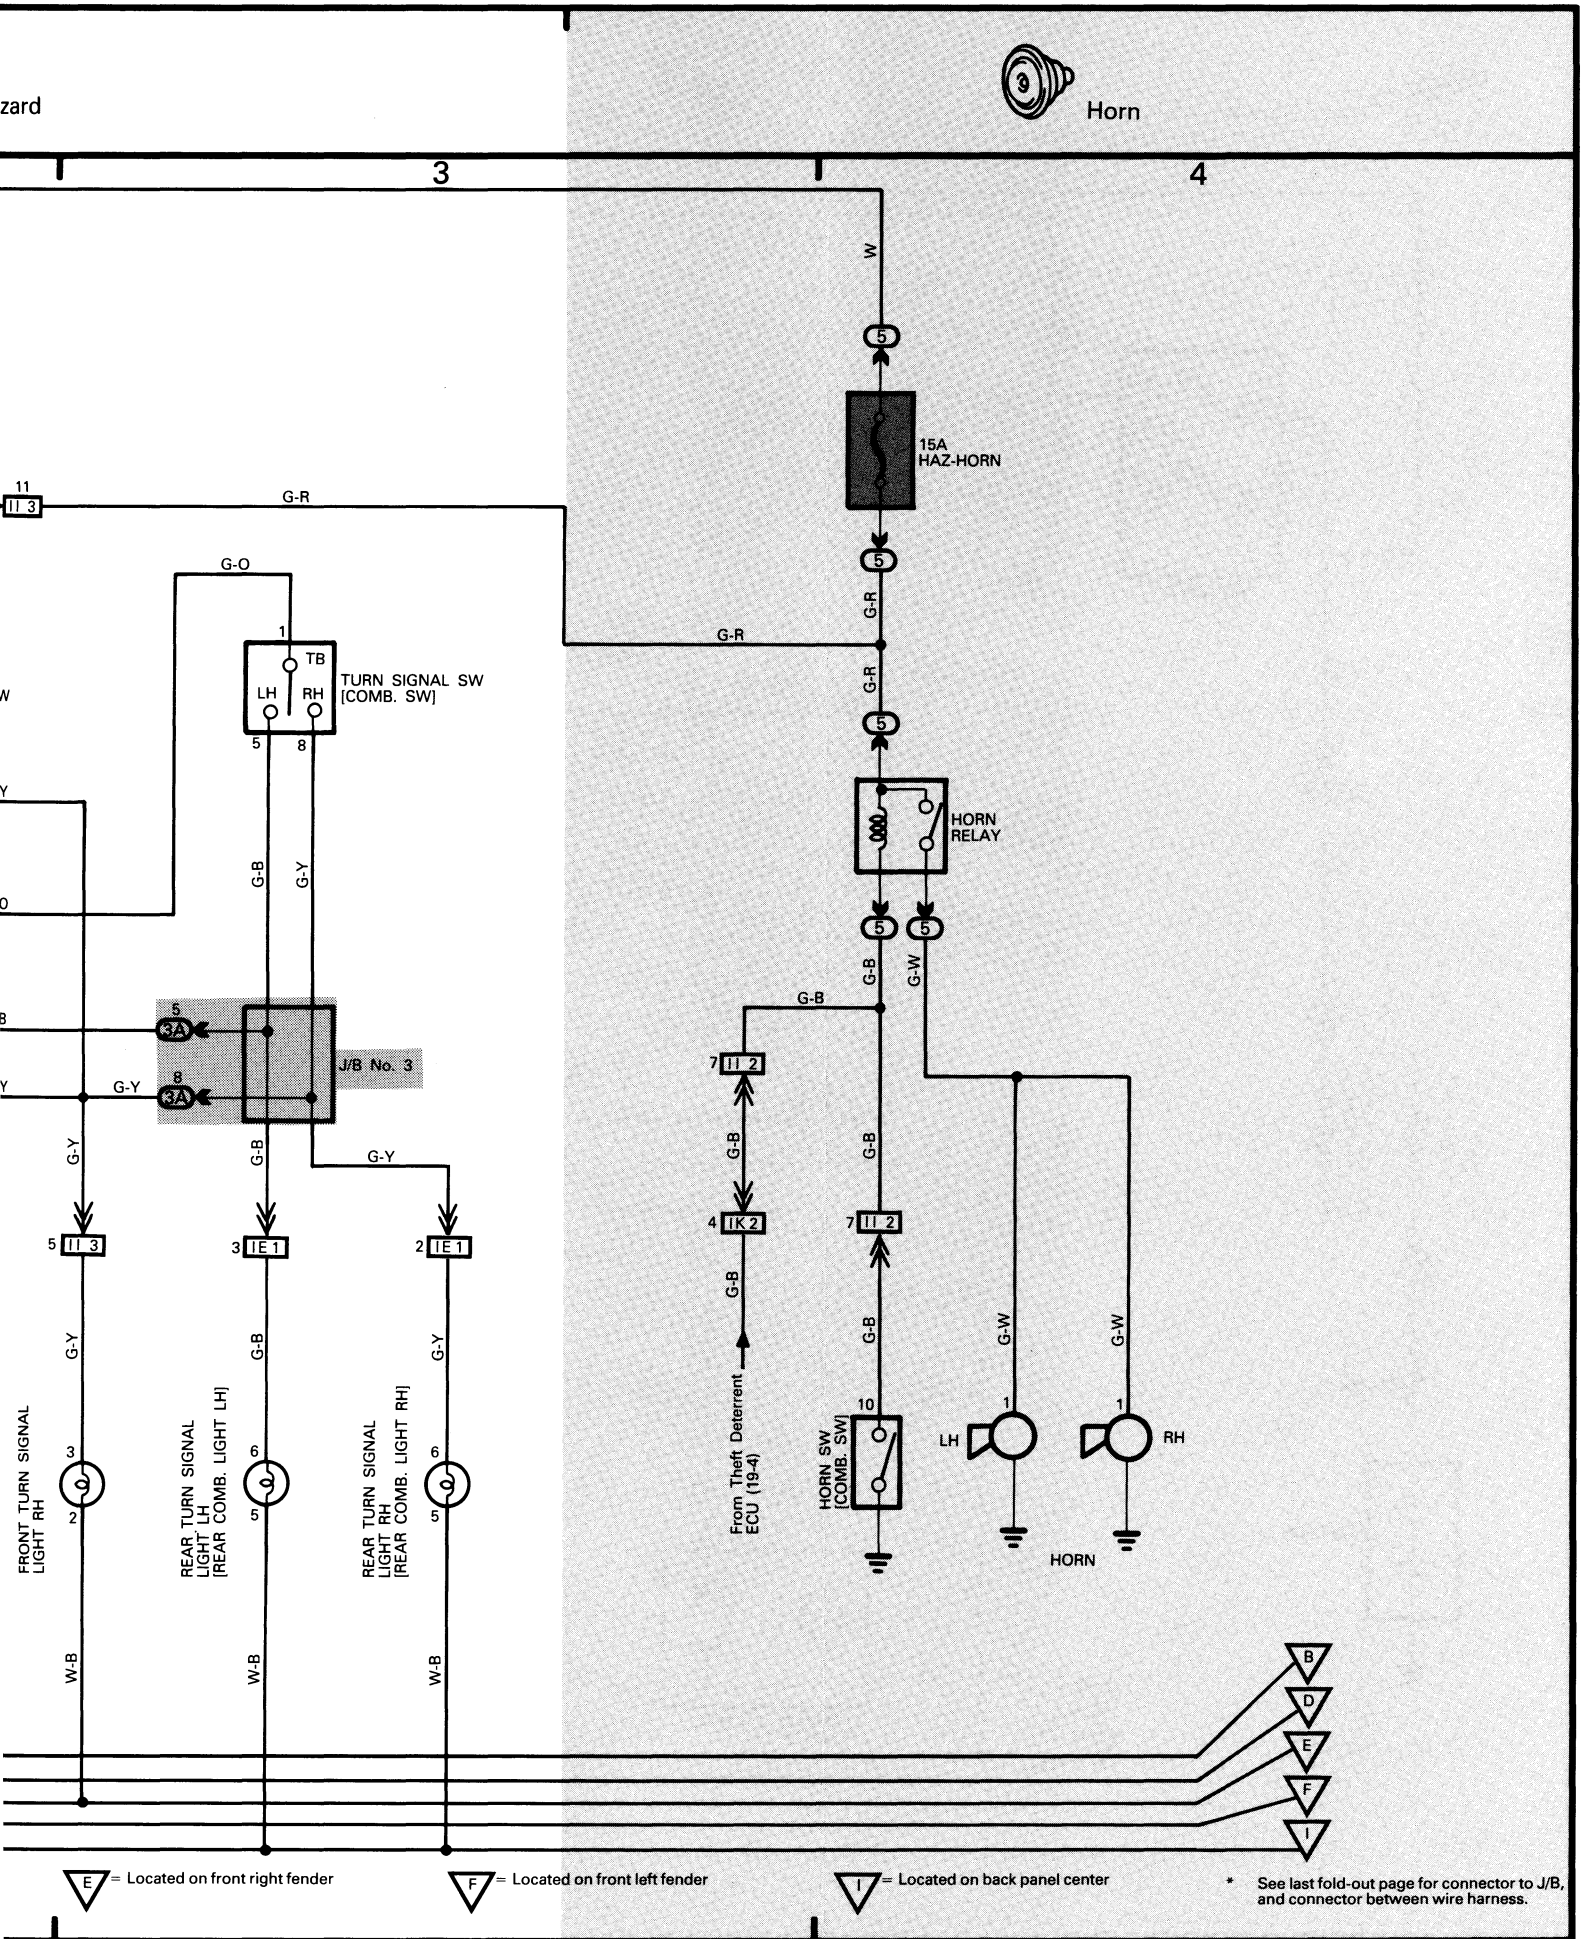 zard
Horn
3
4
W
5
15A
HAZ-HORN
11
II 3
G-R
5
G-O
G-R
G-R
1
TB
LH
RH
TURN SIGNAL SW
[COMB. SW]
G-R
W
5
5
8
Y
HORN
RELAY
G-B
G-Y
O
5
5
G-B
G-W
G-B
5
B
3A
7
II 2
J/B No. 3
8
Y
G-Y
3A
G-Y
G-B
G-Y
G-B
G-B
4
IK 2
7
II 2
5
II 3
3
IE 1
2
IE 1
G-B
G-Y
G-B
G-Y
G-B
G-W
G-W
From Theft Deterrent
ECU (19-4)
HORN SW
[COMB. SW]
10
1
1
LH
RH
FRONT TURN SIGNAL
LIGHT RH
3
2
REAR TURN SIGNAL
LIGHT LH
[REAR COMB. LIGHT LH]
6
5
REAR TURN SIGNAL
LIGHT RH
[REAR COMB. LIGHT RH]
6
5
HORN
W-B
W-B
W-B
B
D
E
F
I
E = Located on front right fender
F = Located on front left fender
I = Located on back panel center
* See last fold-out page for connector to J/B,
and connector between wire harness.